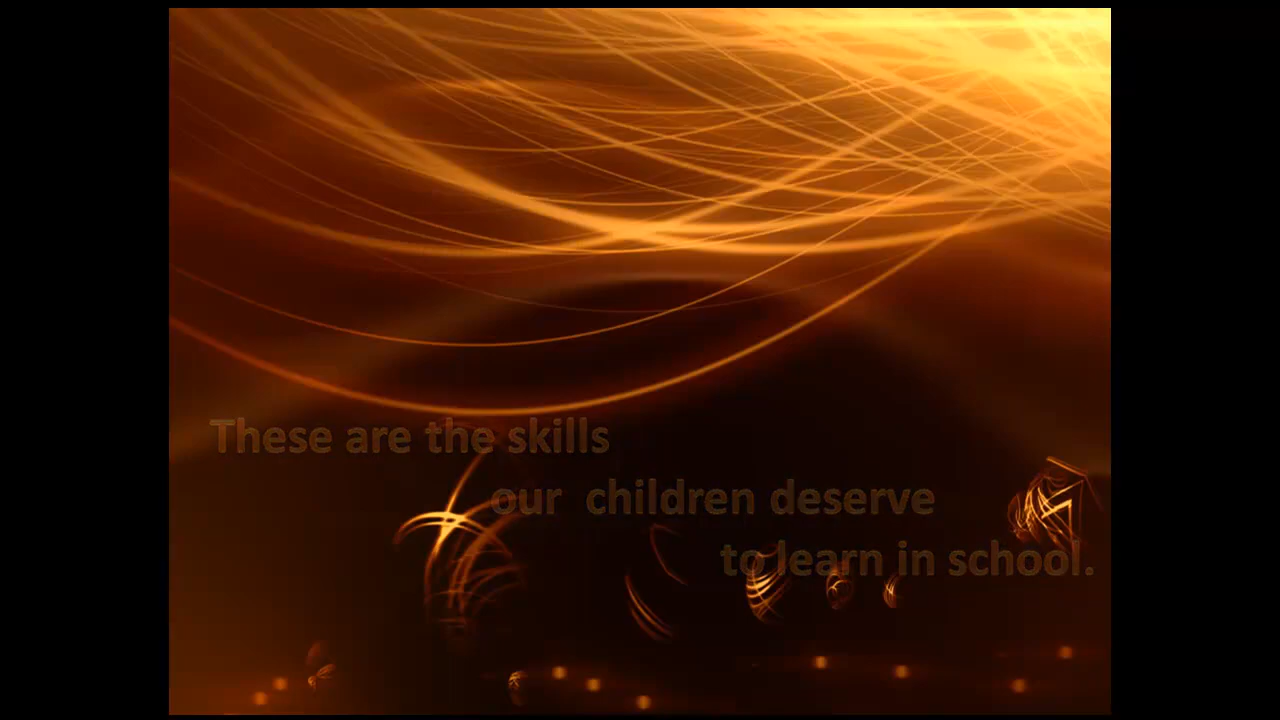 These are the skills
our children deserve
to learn in school.